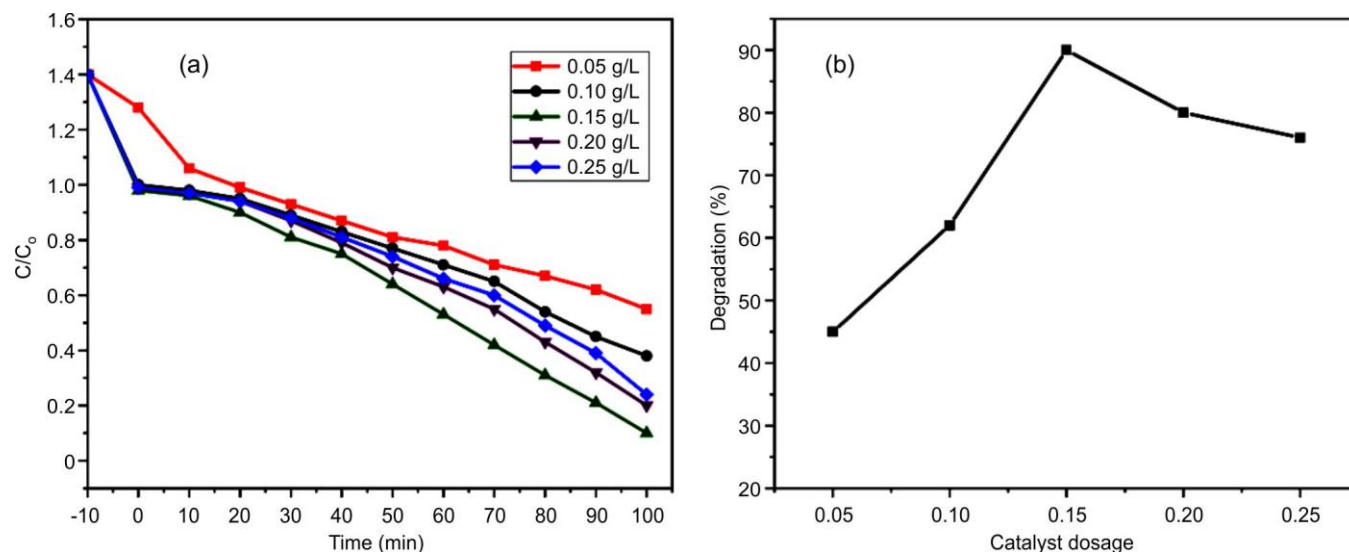 (a)
0.05 g/L
0.10 g/L
0.15 g/L
0.20 g/L
0.25 g/L
1.6
1.4
1.2
1.0
0.8
0.6
0.4
0.2
0
C/Co
-10 0 10 20 30 40 50 60 70 80 90 100
Time (min)
(b)
90
80
70
60
50
40
30
20
Degradation (%)
0.05 0.10 0.15 0.20 0.25
Catalyst dosage